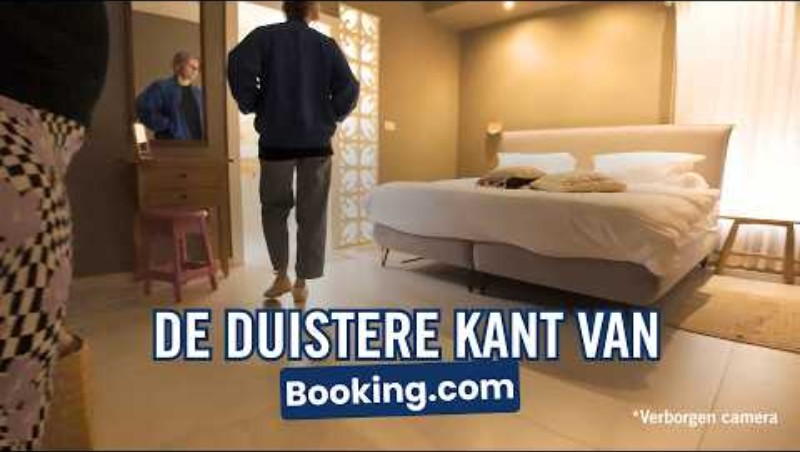 DE DUISTERE KANT VAN
Booking.com
*Verborgen camera